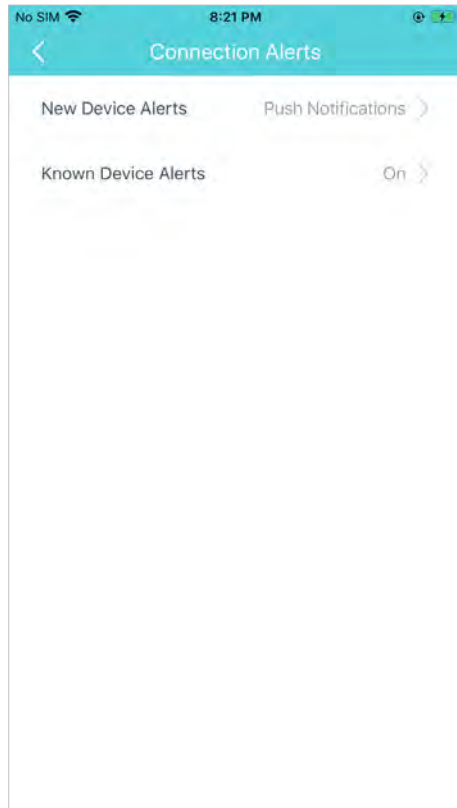 No SIM 8:21 PM
Connection Alerts
New Device Alerts Push Notifications
Known Device Alerts On